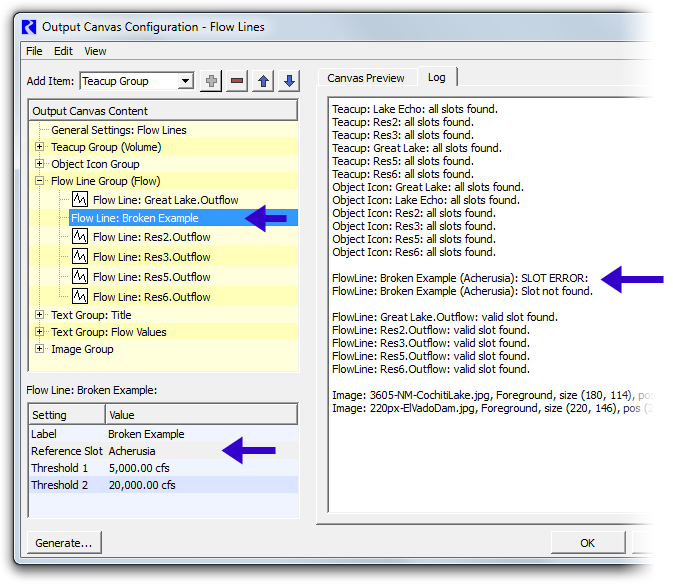 Output Canvas Configuration - Flow Lines
File Edit View
Add Item: Teacup Group
Output Canvas Content
General Settings: Flow Lines
Teacup Group (Volume)
Object Icon Group
Flow Line Group (Flow)
Flow Line: Great Lake.Outflow
Flow Line: Broken Example
Flow Line: Res2.Outflow
Flow Line: Res3.Outflow
Flow Line: Res5.Outflow
Flow Line: Res6.Outflow
Text Group: Title
Text Group: Flow Values
Image Group
Flow Line: Broken Example:
Setting Value
Label Broken Example
Reference Slot Acherusia
Threshold 1 5,000.00 cfs
Threshold 2 20,000.00 cfs
Generate...
Canvas Preview Log
Teacup: Lake Echo: all slots found.
Teacup: Res2: all slots found.
Teacup: Res3: all slots found.
Teacup: Great Lake: all slots found.
Teacup: Res5: all slots found.
Teacup: Res6: all slots found.
Object Icon: Great Lake: all slots found.
Object Icon: Lake Echo: all slots found.
Object Icon: Res2: all slots found.
Object Icon: Res3: all slots found.
Object Icon: Res5: all slots found.
Object Icon: Res6: all slots found.
FlowLine: Broken Example (Acherusia): SLOT ERROR:
FlowLine: Broken Example (Acherusia): Slot not found.
FlowLine: Great Lake.Outflow: valid slot found.
FlowLine: Res2.Outflow: valid slot found.
FlowLine: Res3.Outflow: valid slot found.
FlowLine: Res5.Outflow: valid slot found.
FlowLine: Res6.Outflow: valid slot found.
Image: 3605-NM-CochitiLake.jpg, Foreground, size (180, 114), pos
Image: 220px-ElVadoDam.jpg, Foreground, size (220, 146), pos (2
OK